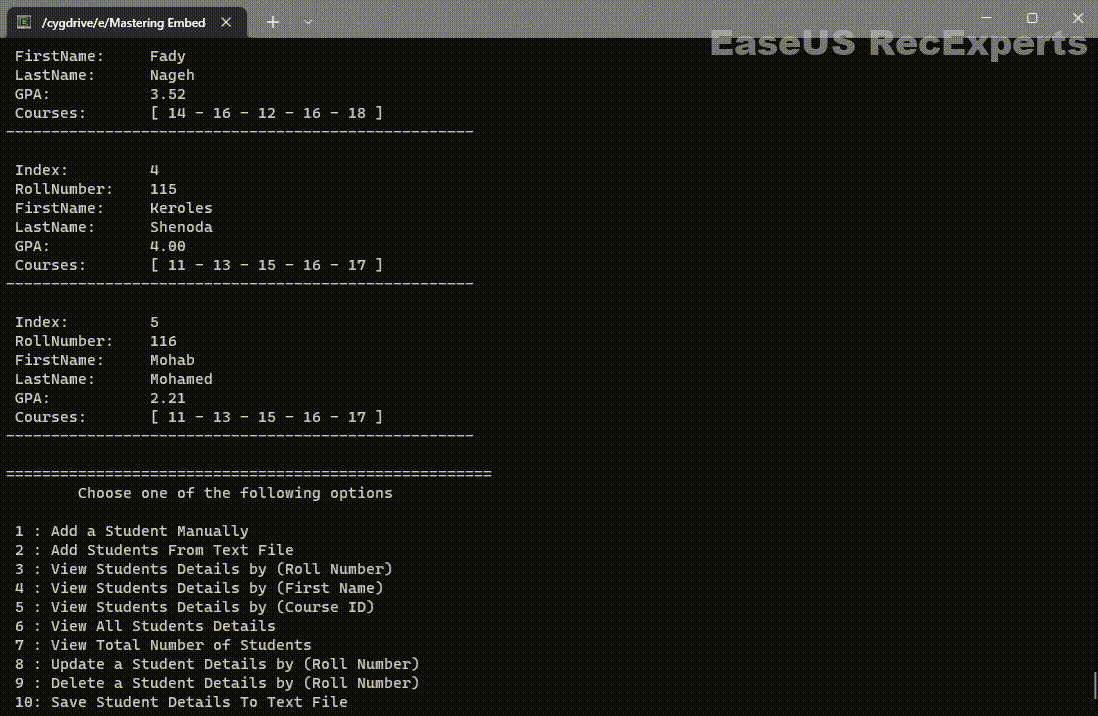 /cygdrive/e/Mastering Embed
EaseUS RecExperts
FirstName: Fady
LastName: Nageh
GPA: 3.52
Courses: [ 14 - 16 - 12 - 16 - 18 ]
----------------------------------------------------
Index: 4
RollNumber: 115
FirstName: Keroles
LastName: Shenoda
GPA: 4.00
Courses: [ 11 - 13 - 15 - 16 - 17 ]
----------------------------------------------------
Index: 5
RollNumber: 116
FirstName: Mohab
LastName: Mohamed
GPA: 2.21
Courses: [ 11 - 13 - 15 - 16 - 17 ]
----------------------------------------------------
======================================================
Choose one of the following options
1 : Add a Student Manually
2 : Add Students From Text File
3 : View Students Details by (Roll Number)
4 : View Students Details by (First Name)
5 : View Students Details by (Course ID)
6 : View All Students Details
7 : View Total Number of Students
8 : Update a Student Details by (Roll Number)
9 : Delete a Student Details by (Roll Number)
10: Save Student Details To Text File